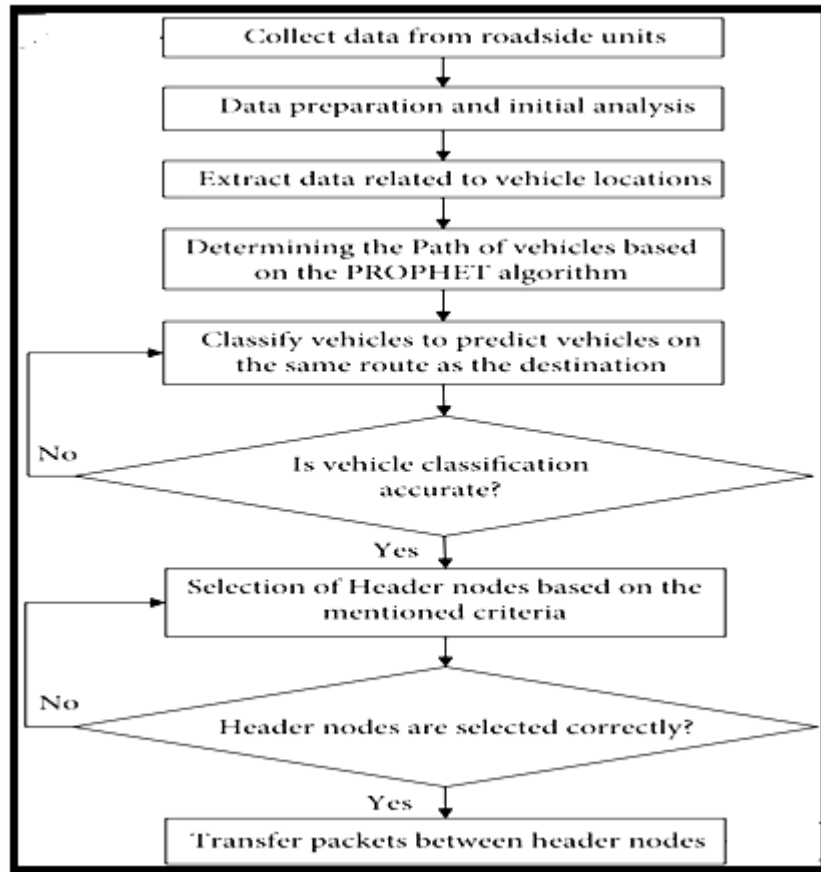 Collect data from roadside units
Data preparation and initial analysis
Extract data related to vehicle locations
Determining the Path of vehicles based
on the PROPHET algorithm
Classify vehicles to predict vehicles on
the same route as the destination
No
Is vehicle classification
accurate?
Yes
Selection of Header nodes based on the
mentioned criteria
No
Header nodes are selected correctly?
Yes
Transfer packets between header nodes